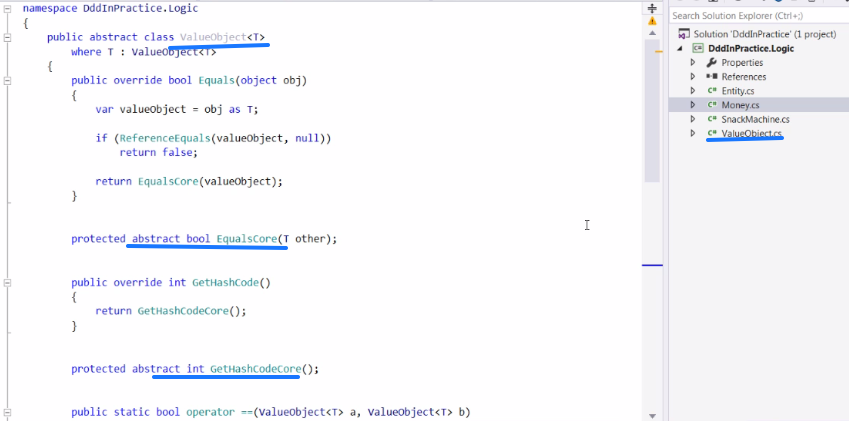 namespace DddInPractice.Logic
{
public abstract class ValueObject<T>
where T : ValueObject<T>
{
public override bool Equals(object obj)
{
var valueObject = obj as T;
if (ReferenceEquals(valueObject, null))
return false;
return EqualsCore(valueObject);
}
protected abstract bool EqualsCore(T other);
public override int GetHashCode()
{
return GetHashCodeCore();
}
protected abstract int GetHashCodeCore();
public static bool operator ==(ValueObject<T> a, ValueObject<T> b)
Search Solution Explorer (Ctrl+;)
Solution 'DddInPractice' (1 project)
DddInPractice.Logic
Properties
References
C# Entity.cs
C# Money.cs
C# SnackMachine.cs
C# ValueObject.cs